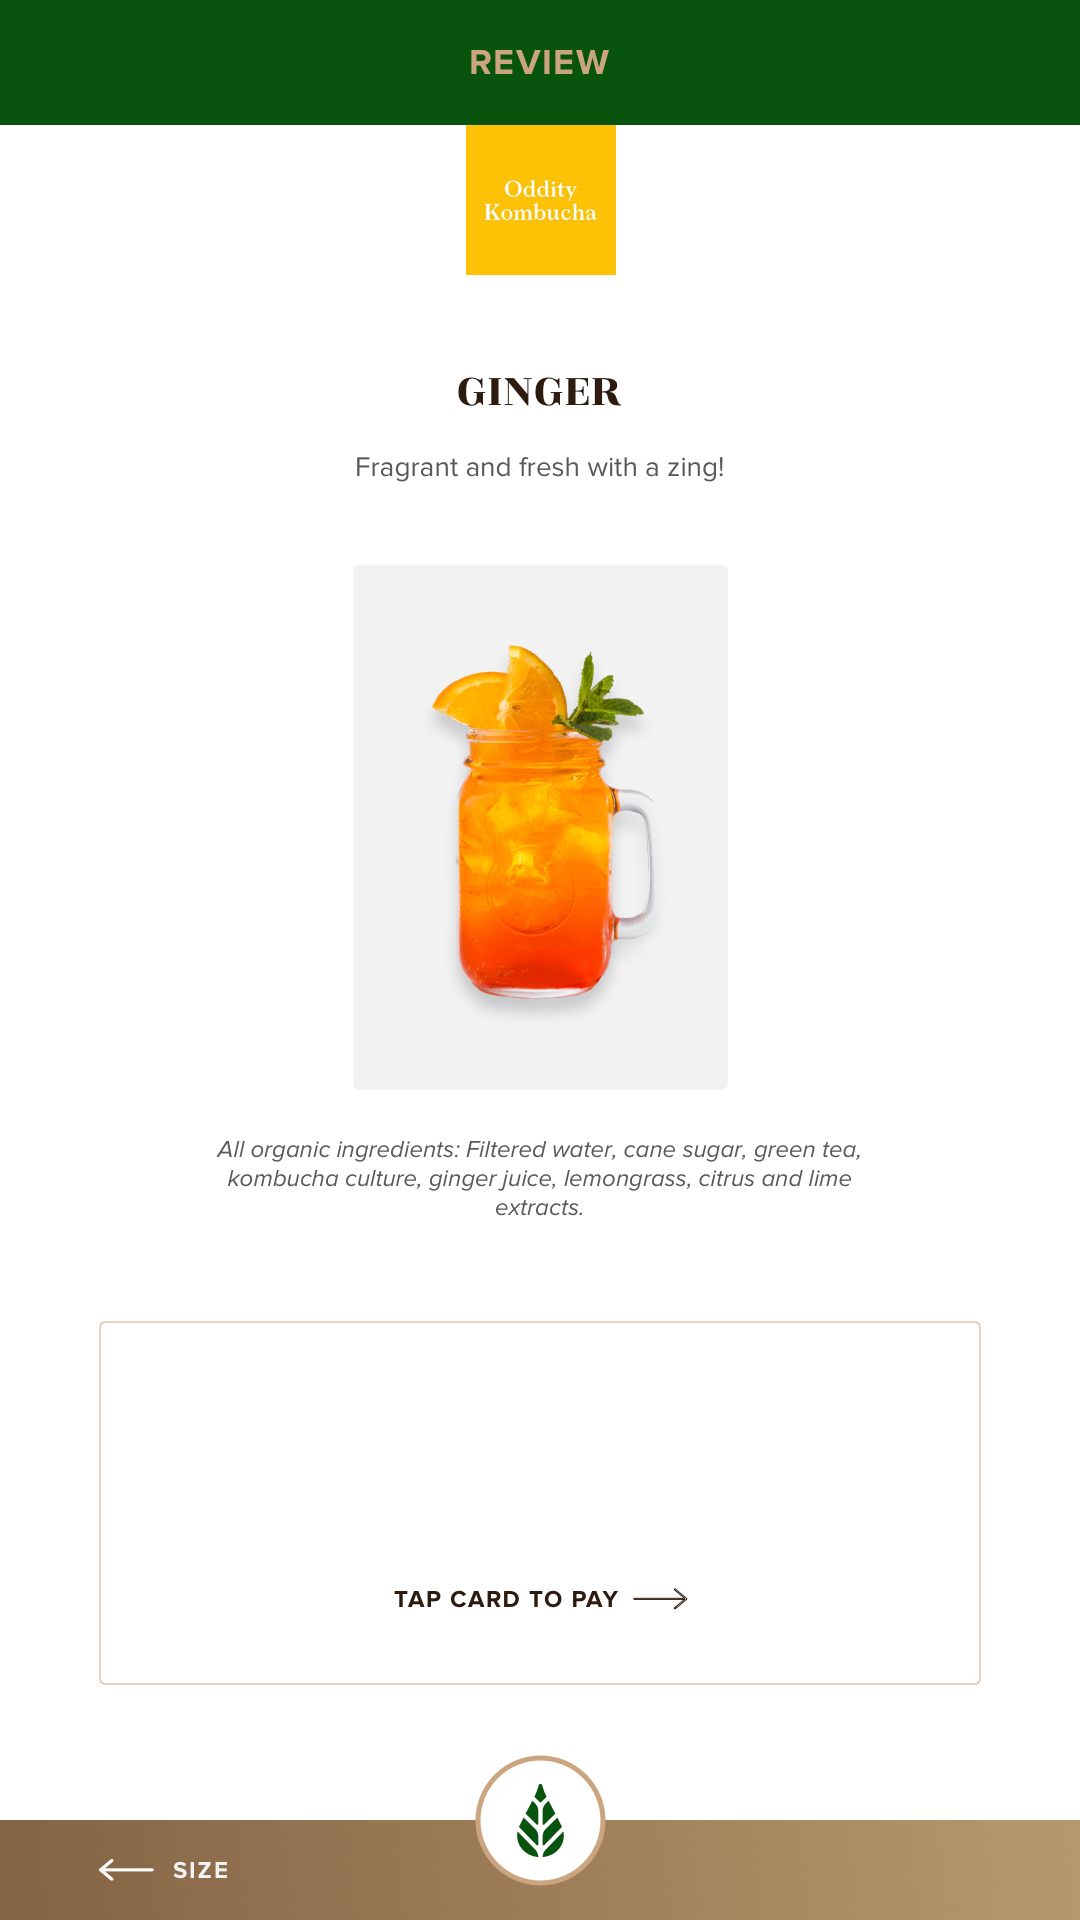 REVIEW
Oddity
Kombucha
GINGER
Fragrant and fresh with a zing!
All organic ingredients: Filtered water, cane sugar, green tea,
kombucha culture, ginger juice, lemongrass, citrus and lime
extracts.
TAP CARD TO PAY
SIZE